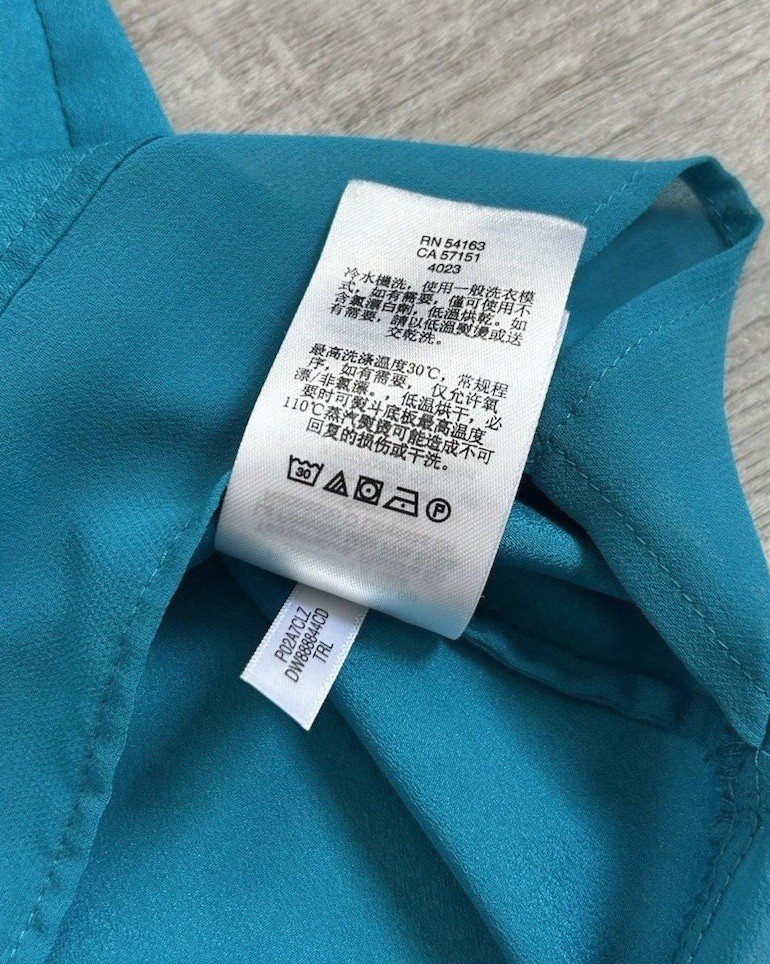 RN 54163
CA 57151
4023
冷水機洗，使用一般洗衣模
式，如有需要，僅可使用不
含氯漂白劑，低溫烘乾。如
有需要，請以低溫熨燙或送
交乾洗。
最高洗涤温度30℃，常规程
序，如有需要，仅允许氧
漂/非氯漂。，低温烘干，必
要时可熨斗底板最高温度
110℃蒸汽熨烫可能造成不可
回复的损伤或干洗。
30
P
P02A7CLZ
DW888844CD
TRL